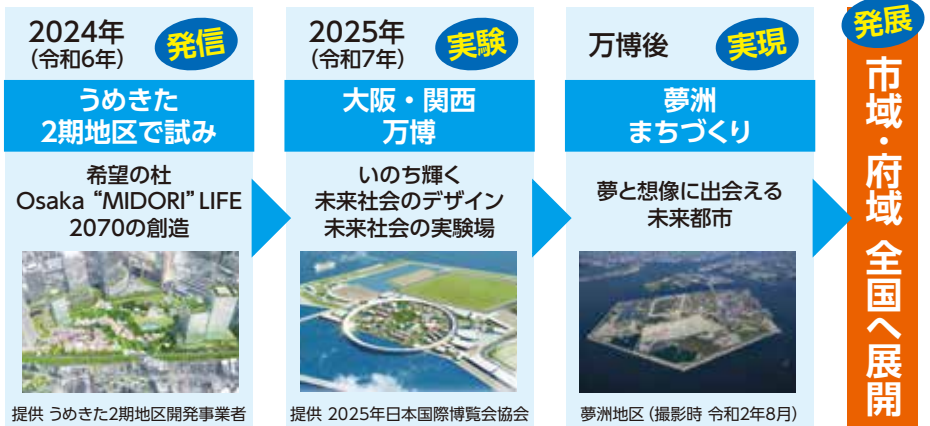 2024年
(令和6年)
発信
うめきた
2期地区で試み
希望の杜
Osaka “MIDORI” LIFE
2070の創造
提供 うめきた2期地区開発事業者
2025年
(令和7年)
実験
大阪・関西
万博
いのち輝く
未来社会のデザイン
未来社会の実験場
提供 2025年日本国際博覧会協会
万博後
実現
夢洲
まちづくり
夢と想像に出会える
未来都市
夢洲地区（撮影時 令和2年8月）
発展
市域・府域 全国へ展開